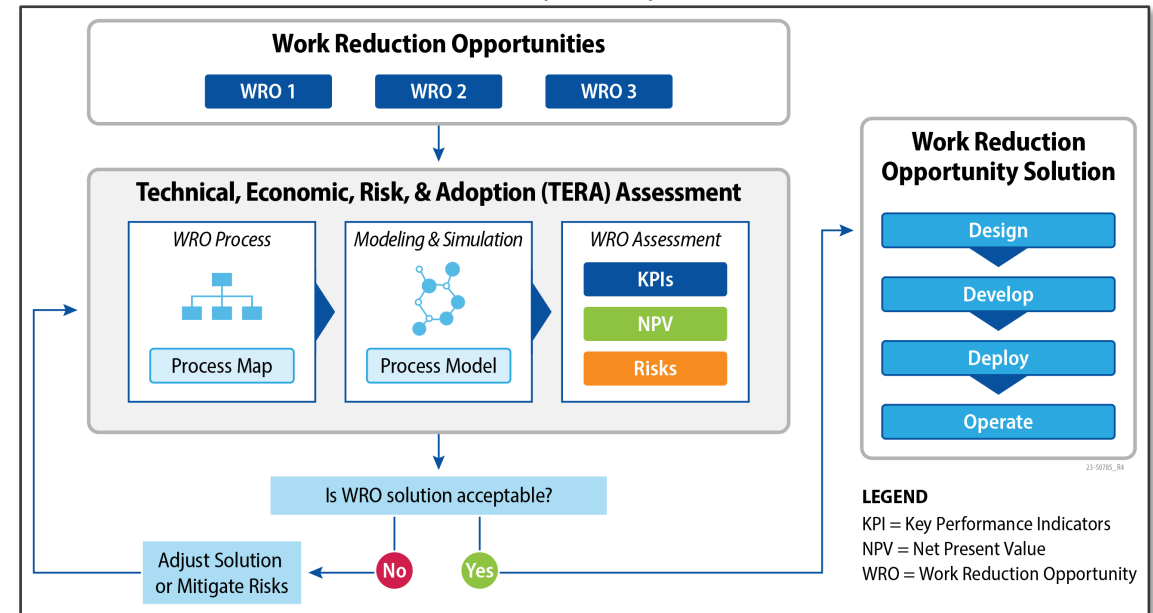 Work Reduction Opportunities
WRO 1
WRO 2
WRO 3
Technical, Economic, Risk, & Adoption (TERA) Assessment
WRO Process
Process Map
Modeling & Simulation
Process Model
WRO Assessment
KPIs
NPV
Risks
Is WRO solution acceptable?
No
Yes
Adjust Solution
or Mitigate Risks
Work Reduction
Opportunity Solution
Design
Develop
Deploy
Operate
23-50785_R4
LEGEND
KPI = Key Performance Indicators
NPV = Net Present Value
WRO = Work Reduction Opportunity